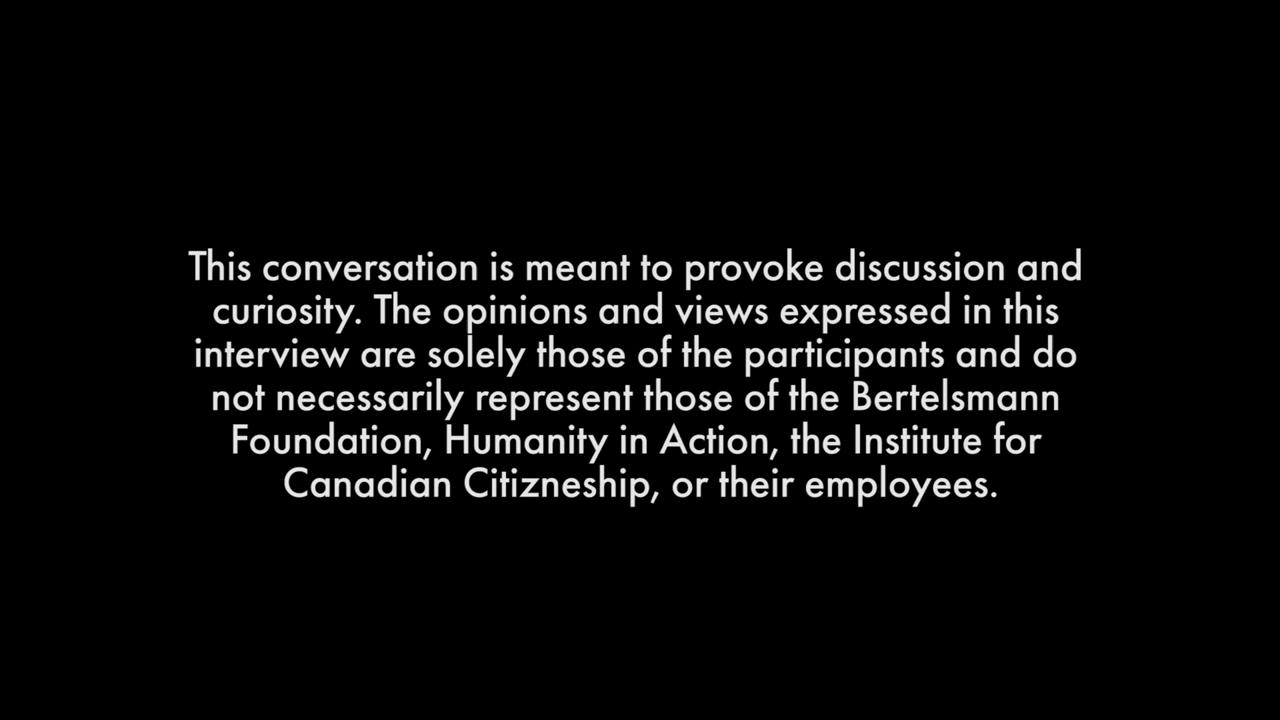 This conversation is meant to provoke discussion and
curiosity. The opinions and views expressed in this
interview are solely those of the participants and do
not necessarily represent those of the Bertelsmann
Foundation, Humanity in Action, the Institute for
Canadian Citizneship, or their employees.